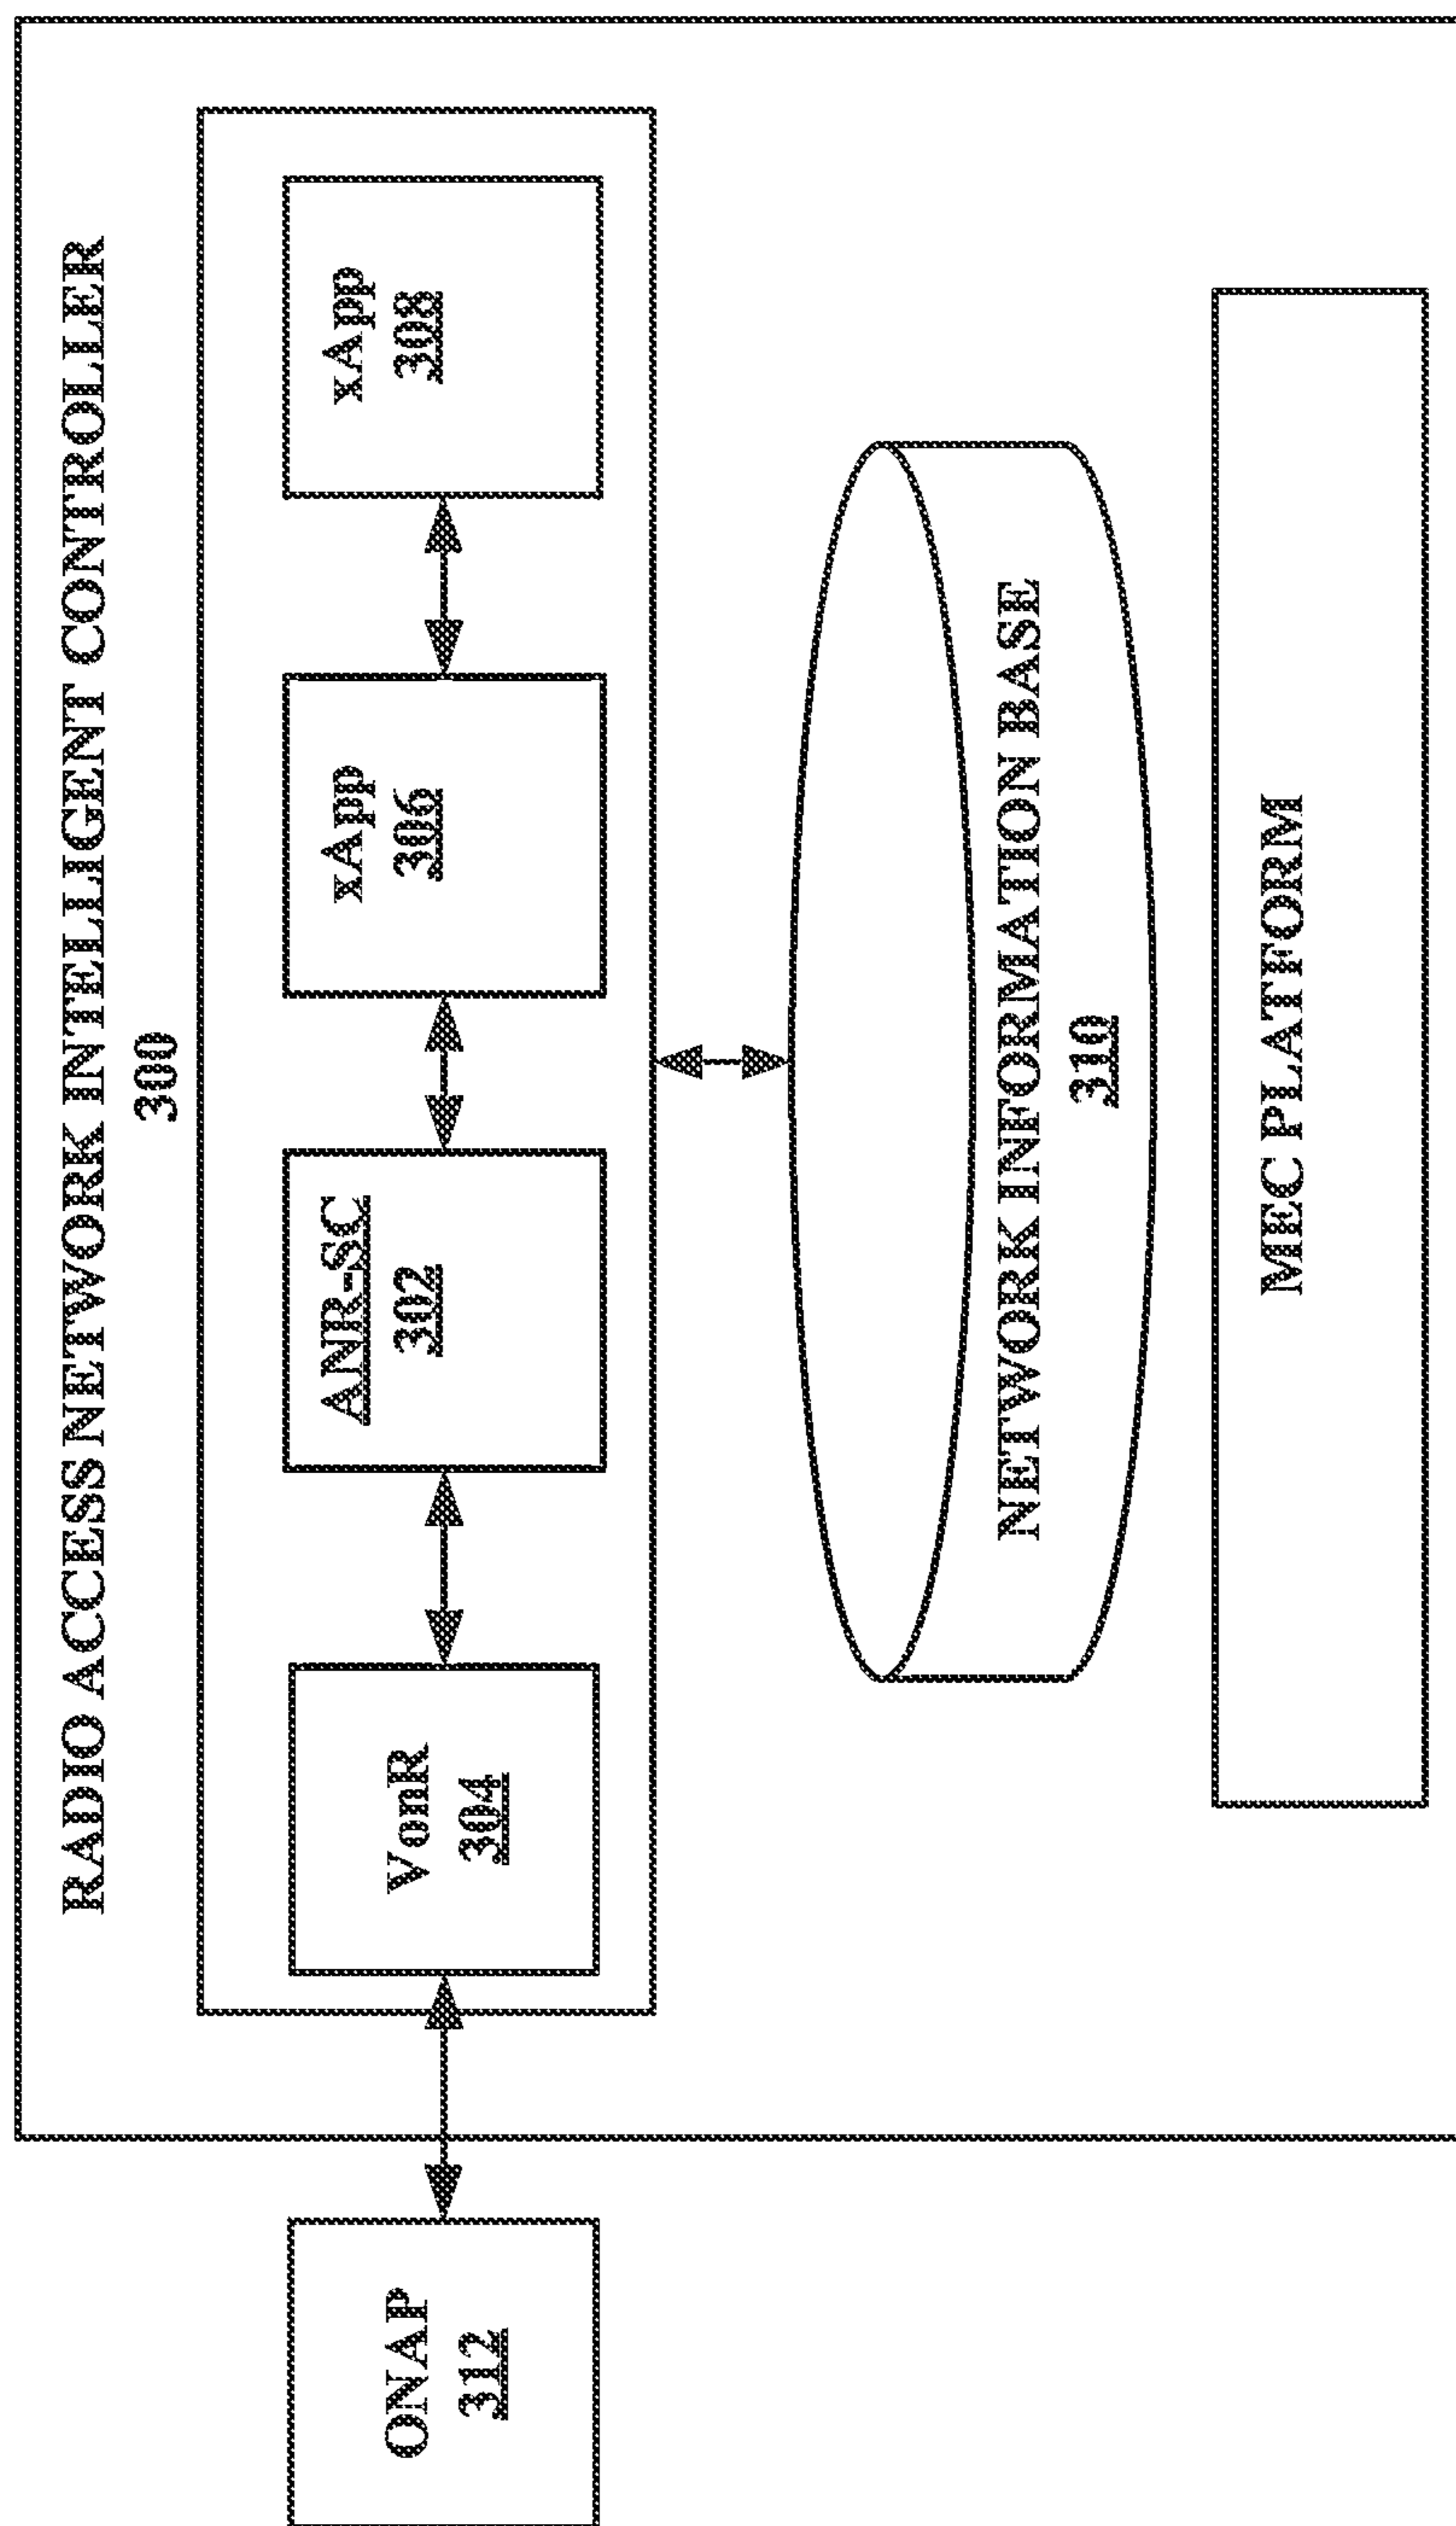 RADIO ACCESS NETWORK INTELLIGENT CONTROLLER
300
ONAP
312
VonR
304
ANR-SC
302
xApp
306
xApp
308
NETWORK INFORMATION BASE
310
MEC PLATFORM